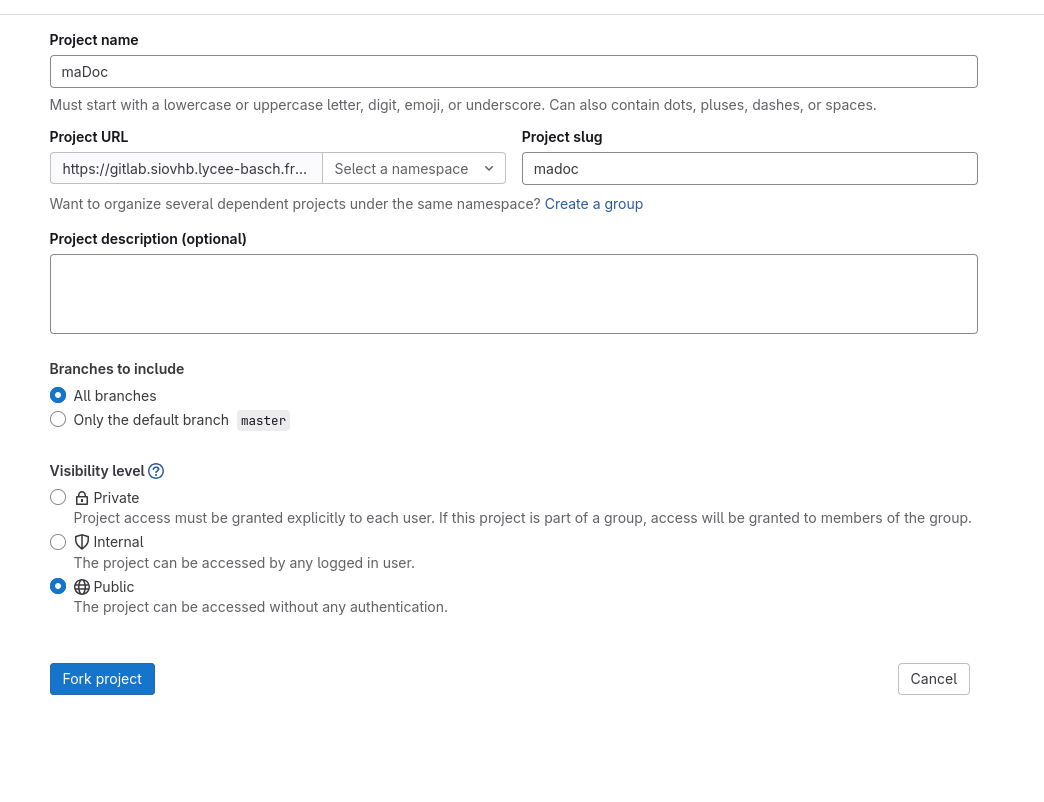 Project name
maDoc
Must start with a lowercase or uppercase letter, digit, emoji, or underscore. Can also contain dots, pluses, dashes, or spaces.
Project URL
Project slug
https://gitlab.siovhb.lycee-basch.fr...
Select a namespace
madoc
Want to organize several dependent projects under the same namespace? Create a group
Project description (optional)
Branches to include
All branches
Only the default branch master
Visibility level
Private
Project access must be granted explicitly to each user. If this project is part of a group, access will be granted to members of the group.
Internal
The project can be accessed by any logged in user.
Public
The project can be accessed without any authentication.
Fork project
Cancel